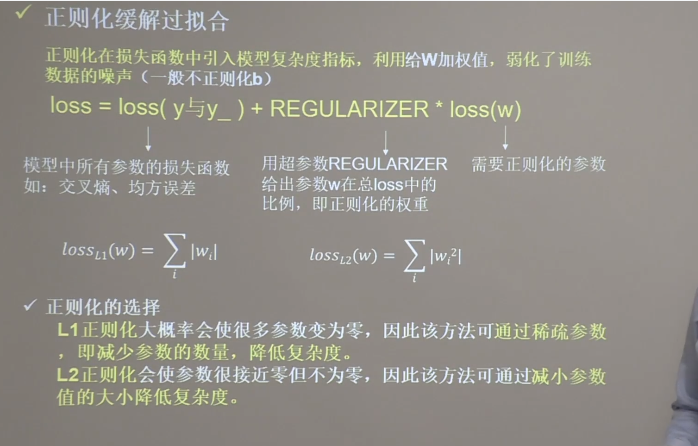 ✓ 正则化缓解过拟合
正则化在损失函数中引入模型复杂度指标，利用给W加权值，弱化了训练
数据的噪声（一般不正则化b）
loss = loss( y与y_ ) + REGULARIZER * loss(w)
模型中所有参数的损失函数
如：交叉熵、均方误差
用超参数REGULARIZER
给出参数w在总loss中的
比例，即正则化的权重
需要正则化的参数
loss_{L1}(w) = ∑_i |w_i|
loss_{L2}(w) = ∑_i |w_i²|
✓ 正则化的选择
L1正则化大概率会使很多参数变为零，因此该方法可通过稀疏参数
，即减少参数的数量，降低复杂度。
L2正则化会使参数很接近零但不为零，因此该方法可通过减小参数
值的大小降低复杂度。